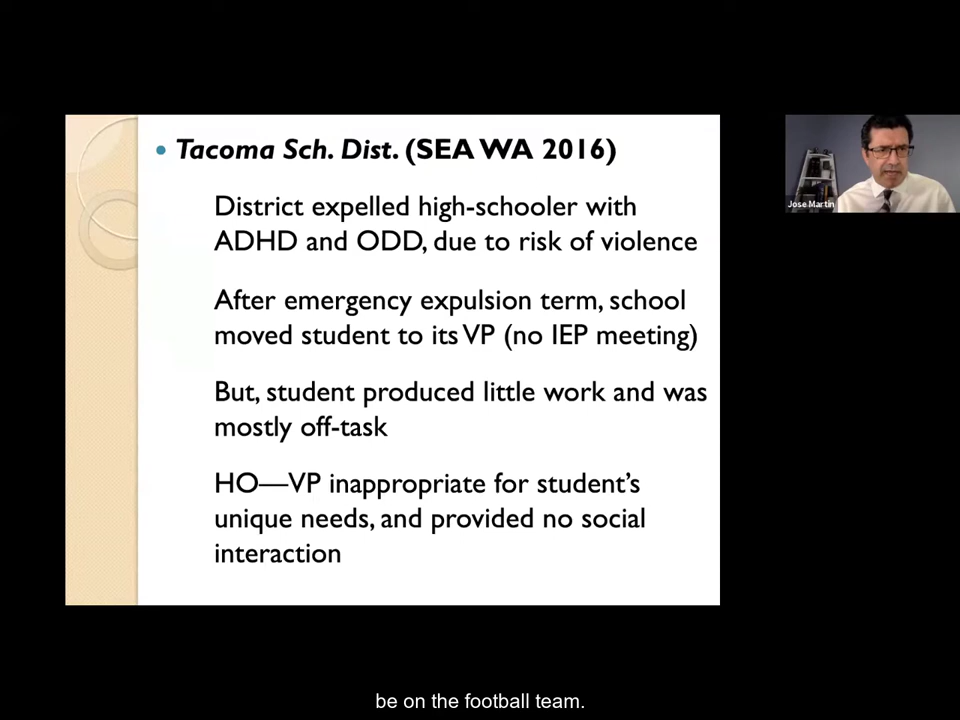 • Tacoma Sch. Dist. (SEA WA 2016)
District expelled high-schooler with
ADHD and ODD, due to risk of violence
After emergency expulsion term, school
moved student to its VP (no IEP meeting)
But, student produced little work and was
mostly off-task
HO—VP inappropriate for student’s
unique needs, and provided no social
interaction
Jose Martin
be on the football team.